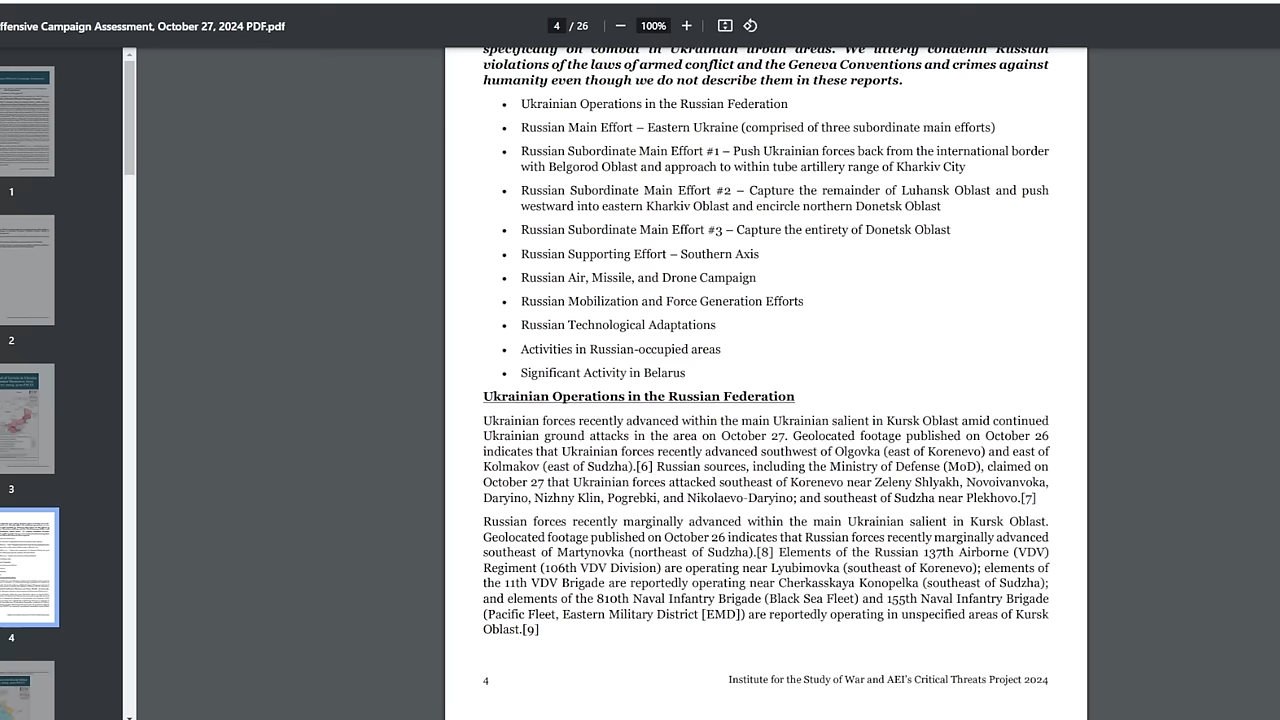 ffensive Campaign Assessment, October 27, 2024 PDF.pdf
4 / 26
100%
specifically on combat in Ukrainian urban areas. We utterly condemn Russian
violations of the laws of armed conflict and the Geneva Conventions and crimes against
humanity even though we do not describe them in these reports.
• Ukrainian Operations in the Russian Federation
• Russian Main Effort – Eastern Ukraine (comprised of three subordinate main efforts)
• Russian Subordinate Main Effort #1 – Push Ukrainian forces back from the international border
with Belgorod Oblast and approach to within tube artillery range of Kharkiv City
• Russian Subordinate Main Effort #2 – Capture the remainder of Luhansk Oblast and push
westward into eastern Kharkiv Oblast and encircle northern Donetsk Oblast
• Russian Subordinate Main Effort #3 – Capture the entirety of Donetsk Oblast
• Russian Supporting Effort – Southern Axis
• Russian Air, Missile, and Drone Campaign
• Russian Mobilization and Force Generation Efforts
• Russian Technological Adaptations
• Activities in Russian-occupied areas
• Significant Activity in Belarus
Ukrainian Operations in the Russian Federation
Ukrainian forces recently advanced within the main Ukrainian salient in Kursk Oblast amid continued
Ukrainian ground attacks in the area on October 27. Geolocated footage published on October 26
indicates that Ukrainian forces recently advanced southwest of Olgovka (east of Korenevo) and east of
Kolmakov (east of Sudzha).[6] Russian sources, including the Ministry of Defense (MoD), claimed on
October 27 that Ukrainian forces attacked southeast of Korenevo near Zeleny Shlyakh, Novoivanvoka,
Daryino, Nizhny Klin, Pogrebki, and Nikolaevo-Daryino; and southeast of Sudzha near Plekhovo.[7]
Russian forces recently marginally advanced within the main Ukrainian salient in Kursk Oblast.
Geolocated footage published on October 26 indicates that Russian forces recently marginally advanced
southeast of Martynovka (northeast of Sudzha).[8] Elements of the Russian 137th Airborne (VDV)
Regiment (106th VDV Division) are operating near Lyubimovka (southeast of Korenevo); elements of
the 11th VDV Brigade are reportedly operating near Cherkasskaya Konopelka (southeast of Sudzha);
and elements of the 810th Naval Infantry Brigade (Black Sea Fleet) and 155th Naval Infantry Brigade
(Pacific Fleet, Eastern Military District [EMD]) are reportedly operating in unspecified areas of Kursk
Oblast.[9]
4 Institute for the Study of War and AEI's Critical Threats Project 2024
1
2
3
4